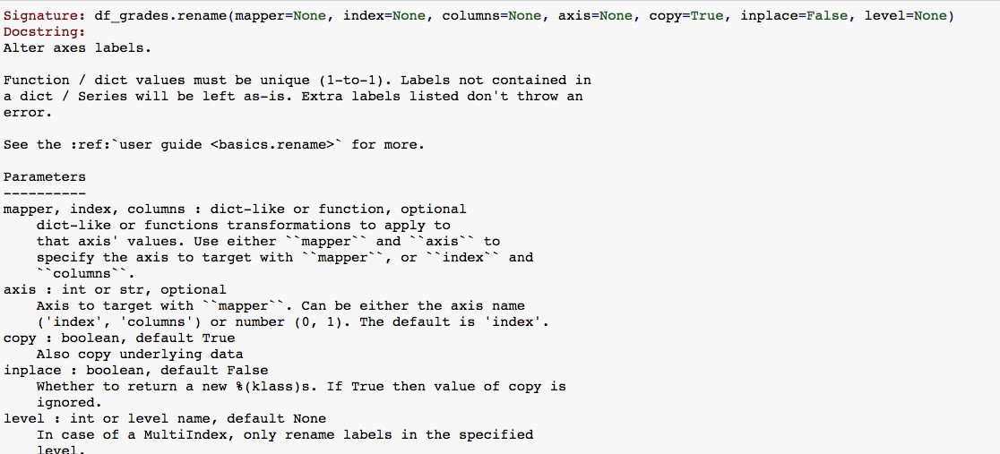 Signature: df_grades.rename(mapper=None, index=None, columns=None, axis=None, copy=True, inplace=False, level=None)
Docstring:
Alter axes labels.

Function / dict values must be unique (1-to-1). Labels not contained in
a dict / Series will be left as-is. Extra labels listed don't throw an
error.

See the :ref:`user guide <basics.rename>` for more.

Parameters
----------
mapper, index, columns : dict-like or function, optional
    dict-like or functions transformations to apply to
    that axis' values. Use either ``mapper`` and ``axis`` to
    specify the axis to target with ``mapper``, or ``index`` and
    ``columns``.
axis : int or str, optional
    Axis to target with ``mapper``. Can be either the axis name
    ('index', 'columns') or number (0, 1). The default is 'index'.
copy : boolean, default True
    Also copy underlying data
inplace : boolean, default False
    Whether to return a new %(klass)s. If True then value of copy is
    ignored.
level : int or level name, default None
    In case of a MultiIndex, only rename labels in the specified
    level.